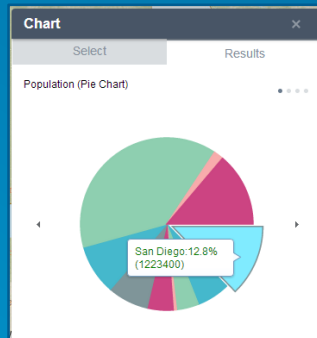 Chart ×
Select Results
Population (Pie Chart)
San Diego:12.8%
(1223400)